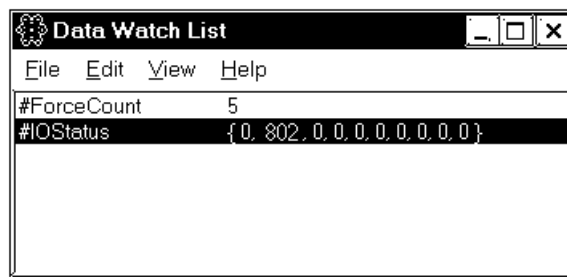 Data Watch List
File Edit View Help
#ForceCount 5
#IOStatus { 0, 802, 0, 0, 0, 0, 0, 0, 0, 0 }